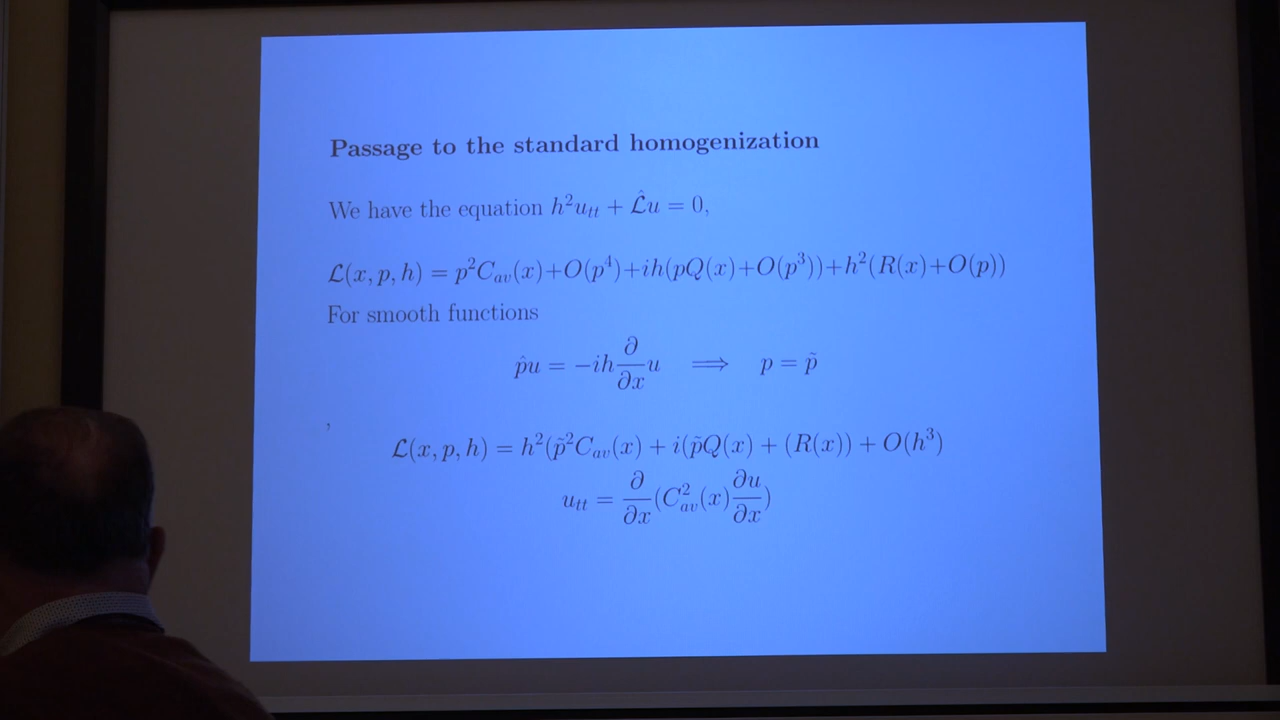 Passage to the standard homogenization
We have the equation $h^2 u_{tt} + \hat{\mathcal{L}}u = 0,$
$\mathcal{L}(x, p, h) = p^2 C_{av}(x) + O(p^4) + ih(pQ(x) + O(p^3)) + h^2(R(x) + O(p))$
For smooth functions
$\hat{p}u = -ih\frac{\partial}{\partial x}u \implies p = \tilde{p}$
,
$\mathcal{L}(x, p, h) = h^2(\tilde{p}^2 C_{av}(x) + i(\tilde{p}Q(x) + (R(x)) + O(h^3)$
$u_{tt} = \frac{\partial}{\partial x}(C_{av}^2(x)\frac{\partial u}{\partial x})$